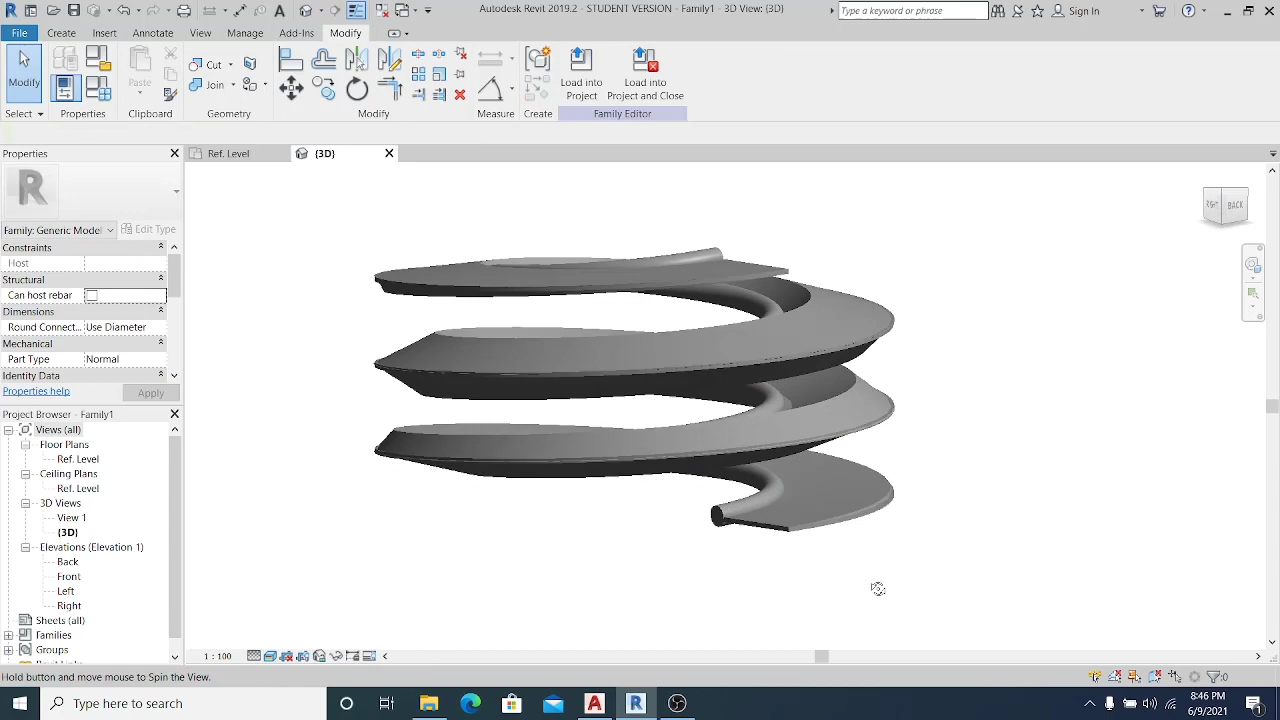 Autodesk Revit 2019.2 - STUDENT VERSION - Family1 - 3D View: {3D}
Type a keyword or phrase
Sign In
File Create Insert Annotate View Manage Add-Ins Modify
Modify
Paste
Cut
Join
Load into Project
Load into Project and Close
Select Properties Clipboard Geometry Modify Measure Create Family Editor
Properties
Ref. Level
{3D}
R
RIGHT BACK
Family: Generic Model
Edit Type
Constraints
Host
Structural
Can host rebar
Dimensions
Round Connec... Use Diameter
Mechanical
Part Type Normal
Identity Data
Properties help
Apply
Project Browser - Family1
Views (all)
Floor Plans
Ref. Level
Ceiling Plans
Ref. Level
3D Views
View 1
{3D}
Elevations (Elevation 1)
Back
Front
Left
Right
Sheets (all)
Families
Groups
1 : 100
Hold button and move mouse to Spin the View.
:0
Type here to search
8:46 PM
6/9/2021